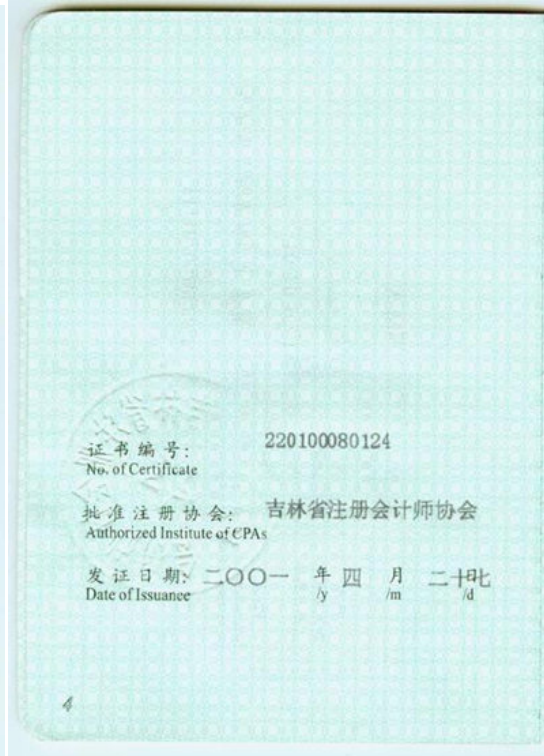 证书编号: 220100080124
No. of Certificate
批准注册协会: 吉林省注册会计师协会
Authorized Institute of CPAs
发证日期: 二〇〇一 年 四 月 二十七日
Date of Issuance /y /m /d
4